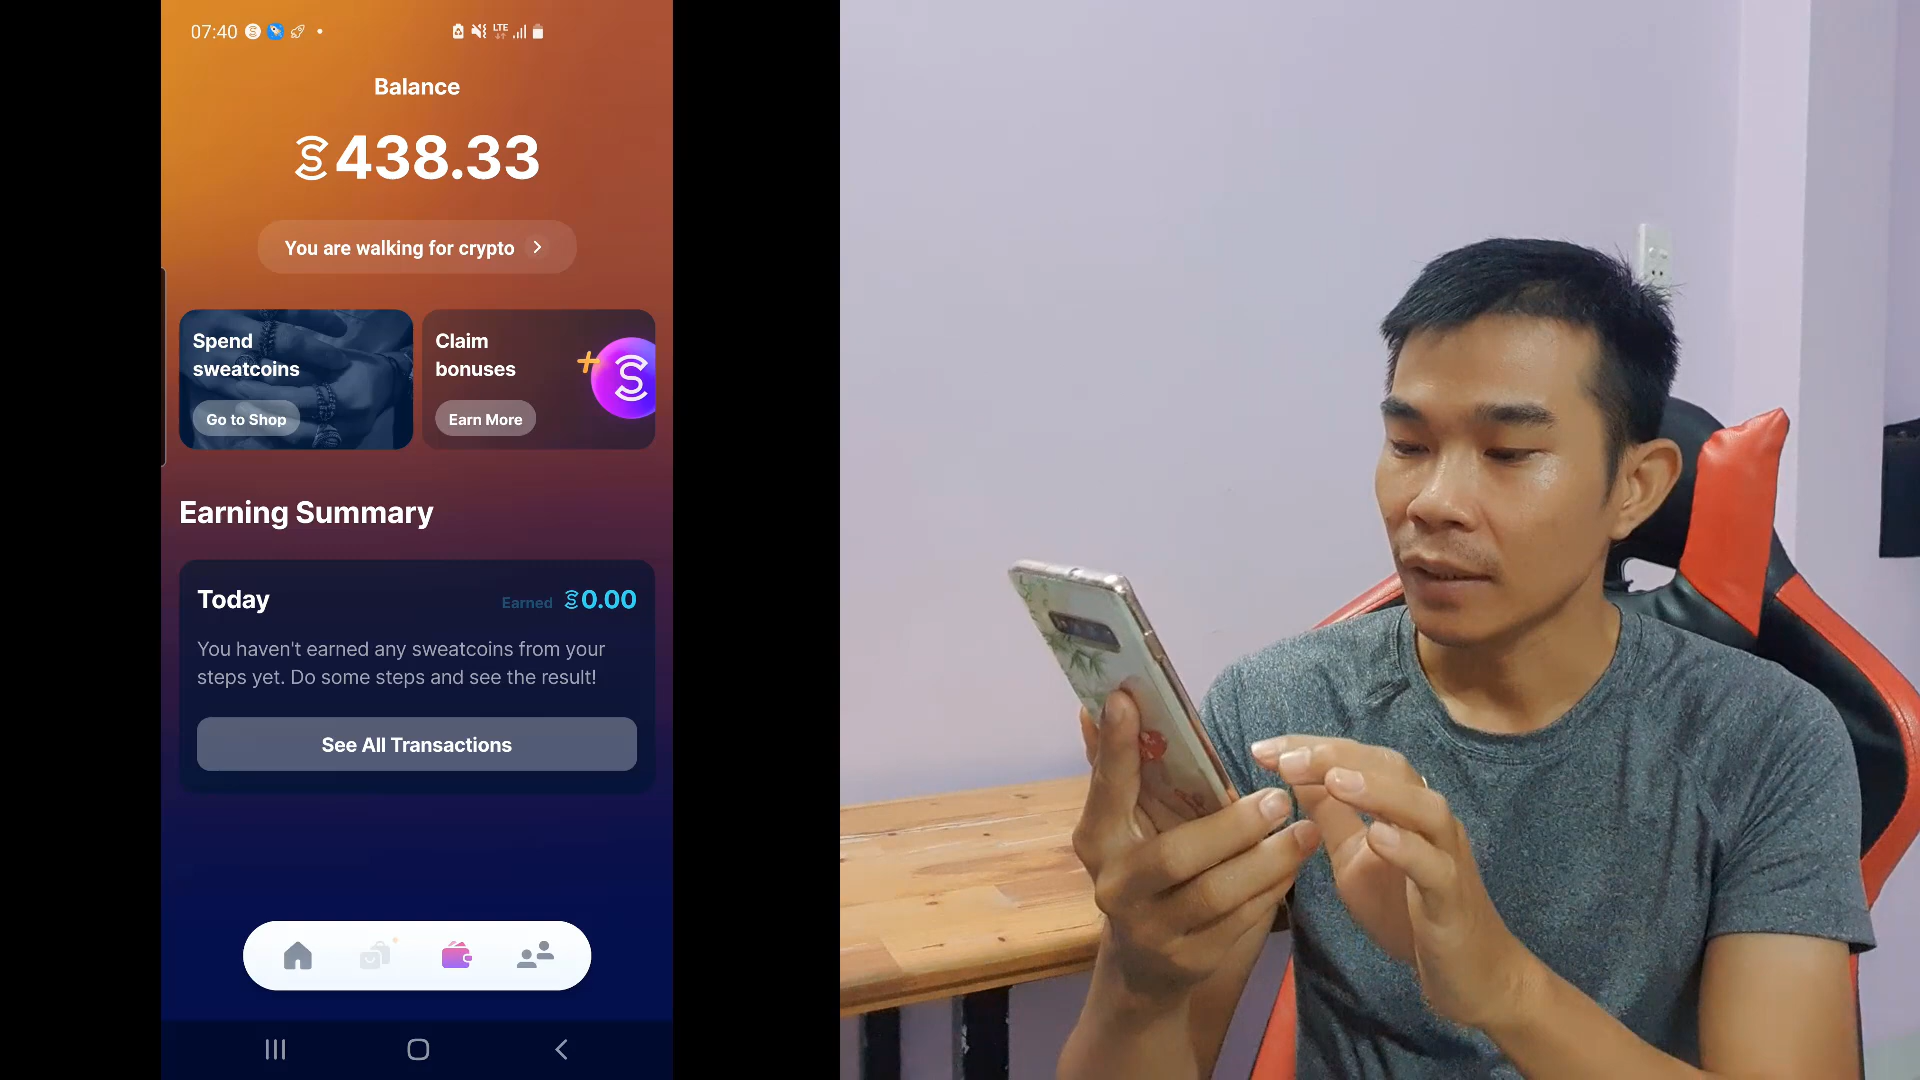 07:40
LTE
Balance
438.33
You are walking for crypto
Spend
sweatcoins
Go to Shop
Claim
bonuses
Earn More
Earning Summary
Today
Earned 0.00
You haven't earned any sweatcoins from your
steps yet. Do some steps and see the result!
See All Transactions